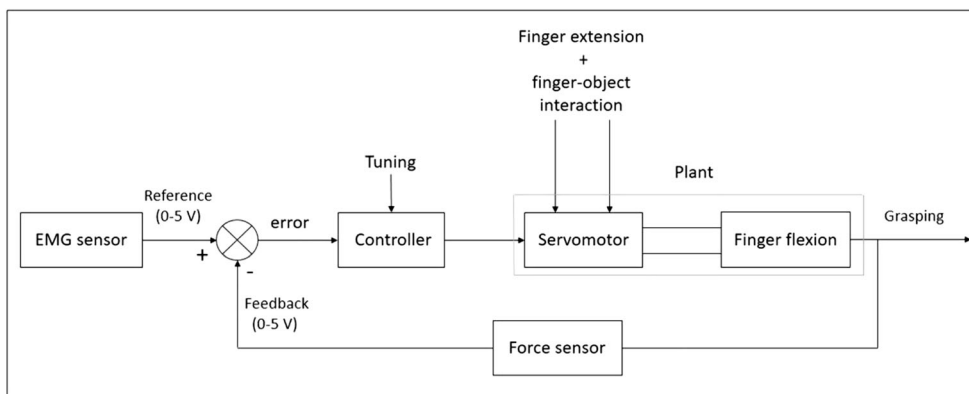 Finger extension
+
finger-object
interaction
Tuning
Plant
Reference
(0-5 V)
Grasping
EMG sensor
error
Controller
Servomotor
Finger flexion
+
-
Feedback
(0-5 V)
Force sensor